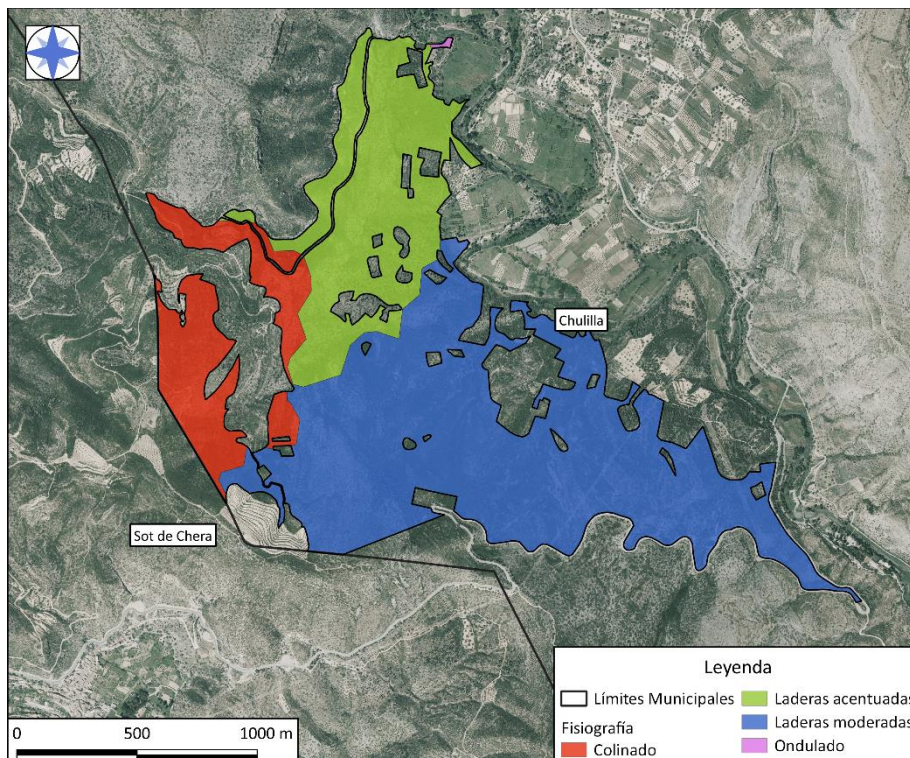 Chulilla
Sot de Chera
Leyenda
Límites Municipales
Fisiografía
Colinado
Laderas acentuadas
Laderas moderadas
Ondulado
0 500 1000 m